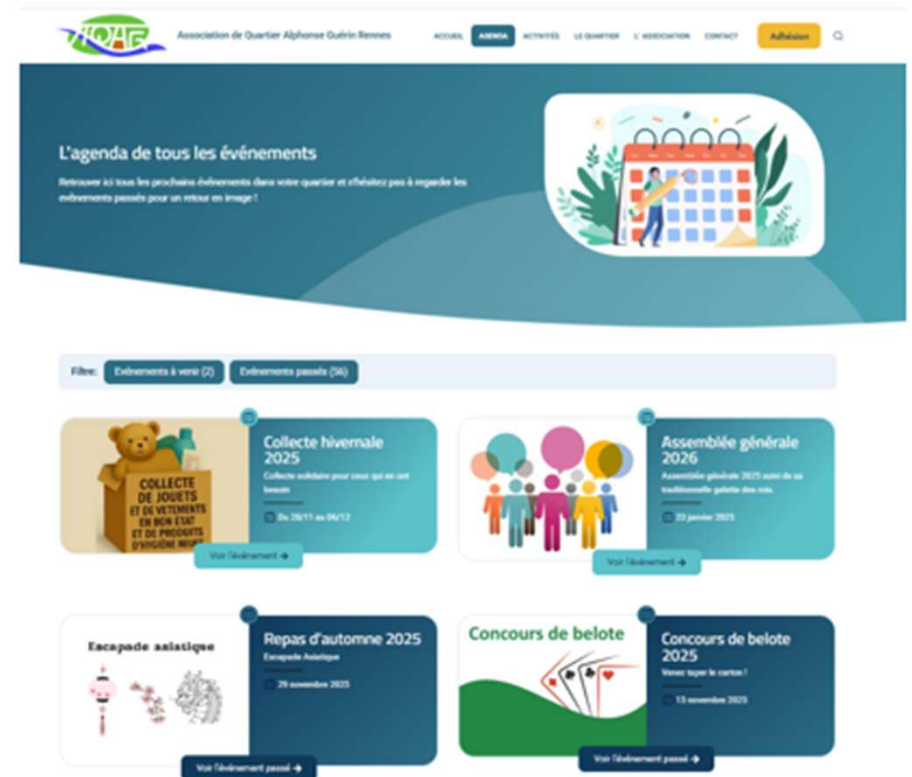 AQAG
Association de Quartier Alphonse Guérin Rennes
ACCUEIL
AGENDA
ACTIVITÉS
LE QUARTIER
L' ASSOCIATION
CONTACT
Adhésion
L'agenda de tous les événements
Retrouver ici tous les prochains évènements dans votre quartier et n'hésitez pas à regarder les
évènements passés pour un retour en image !
Filtre:
Evénements à venir (2)
Evénements passés (56)
COLLECTE
DE JOUETS
ET DE VETEMENTS
EN BON ETAT
ET DE PRODUITS
D'HYGIÈNE NEUFS
Collecte hivernale
2025
Collecte solidaire pour ceux qui en ont
besoin
Du 28/11 au 06/12
Voir l'événement →
Assemblée générale
2026
Assemblée générale 2025 suivi de sa
traditionnelle galette des rois.
23 janvier 2025
Voir l'événement →
Escapade asiatique
Repas d'automne 2025
Escapade Asiatique
29 novembre 2025
Voir l'événement passé →
Concours de belote
Concours de belote
2025
Venez taper le carton !
15 novembre 2025
Voir l'événement passé →